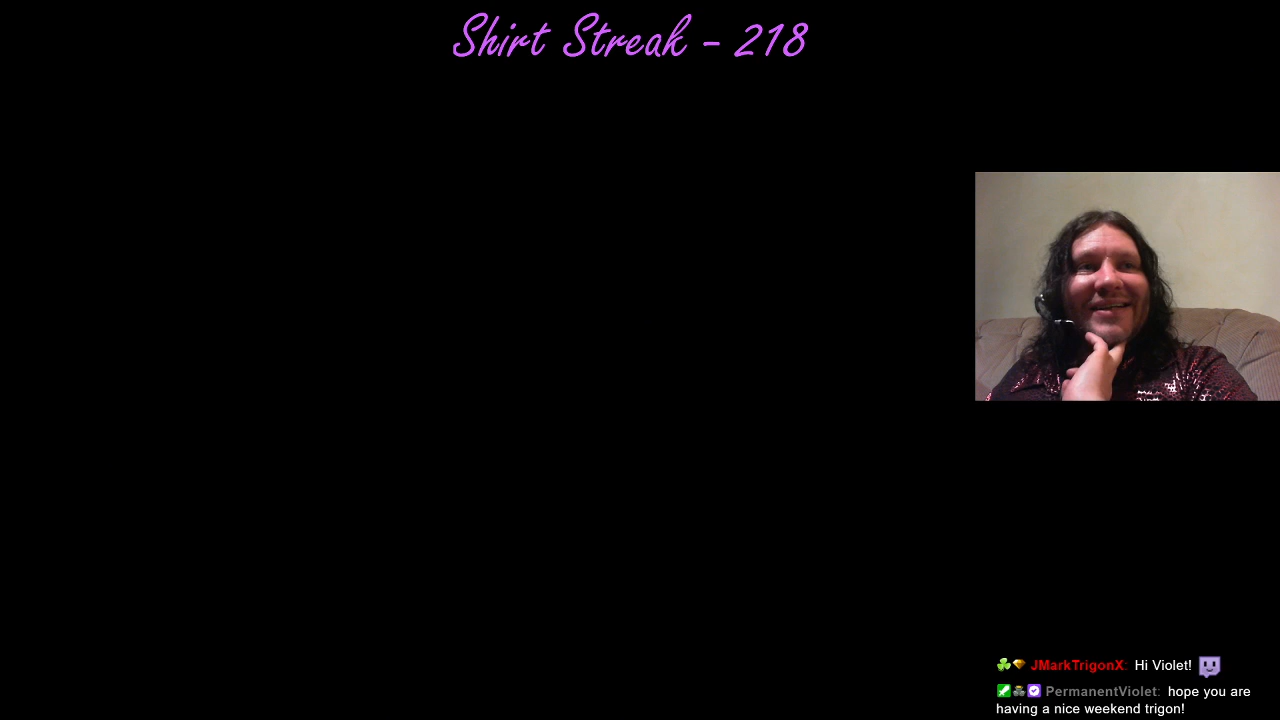 Shirt Streak - 218
JMarkTrigonX: Hi Violet!
PermanentViolet: hope you are
having a nice weekend trigon!